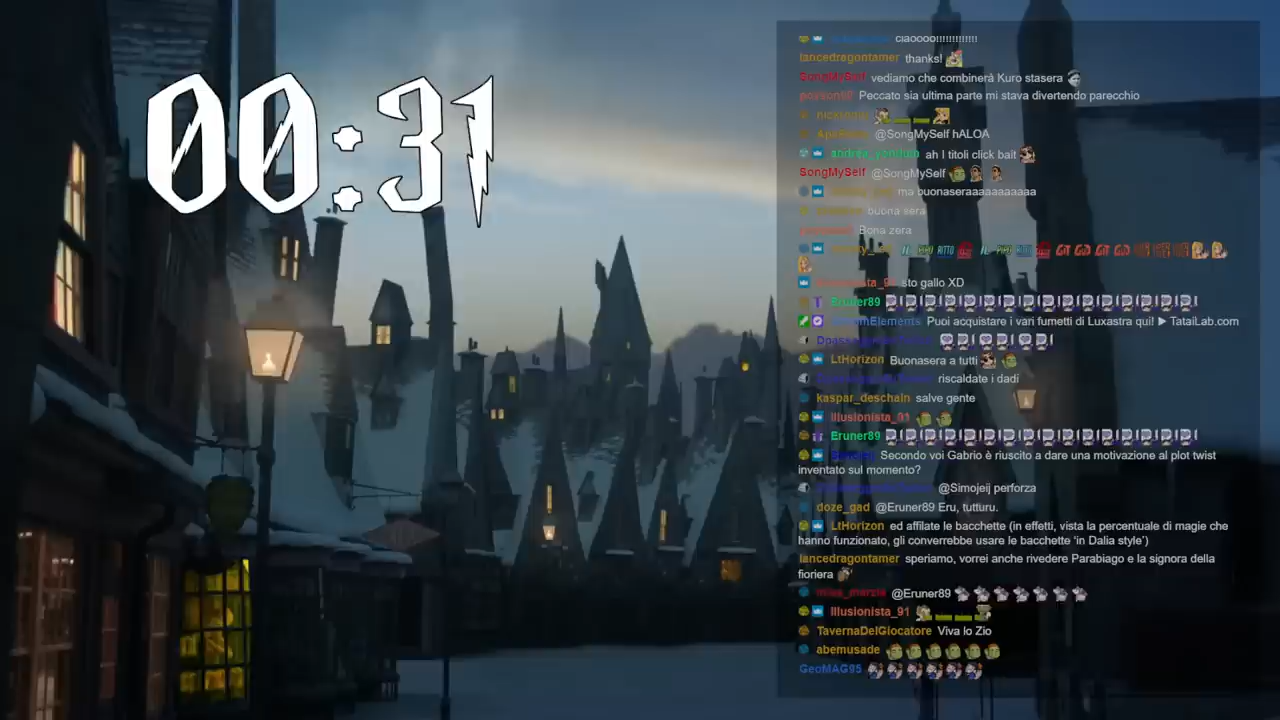 00:31
ciaoooo!!!!!!!!!!!!!
lancedragontamer thanks!
SongMySelf vediamo che combinerà Kuro stasera
Peccato sia ultima parte mi stava divertendo parecchio
@SongMySelf hALOA
ah I titoli click bait
SongMySelf @SongMySelf
ma buonaseraaaaaaaaaaa
buona sera
Bona zera
sto gallo XD
Eruner89
Puoi acquistare i vari fumetti di Luxastra qui! ▶ TataiLab.com
LtHorizon Buonasera a tutti
riscaldate i dadi
kaspar_deschain salve gente
Illusionista_91
Eruner89
Secondo voi Gabrio è riuscito a dare una motivazione al plot twist
inventato sul momento?
@Simojeij perforza
doze_gad @Eruner89 Eru, tutturu.
LtHorizon ed affilate le bacchette (in effetti, vista la percentuale di magie che
hanno funzionato, gli converrebbe usare le bacchette 'in Dalia style')
lancedragontamer speriamo, vorrei anche rivedere Parabiago e la signora della
fioriera
@Eruner89
Illusionista_91
TavernaDelGiocatore Viva lo Zio
abemusade
GeoMAG95